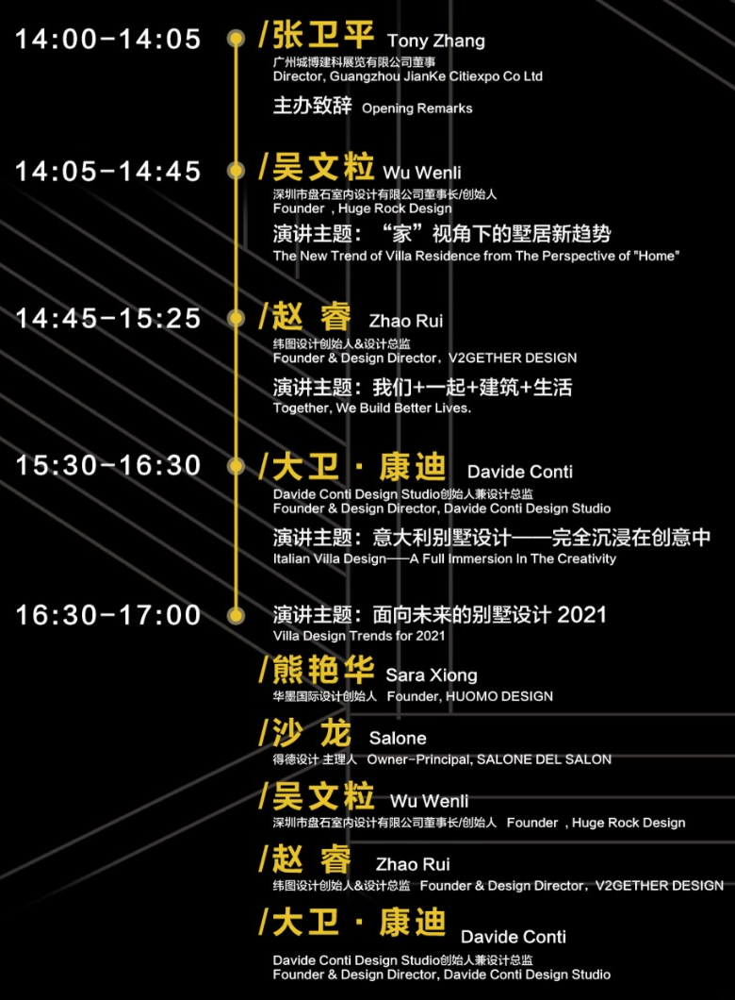 14:00-14:05
/张卫平 Tony Zhang
广州城博建科展览有限公司董事
Director, Guangzhou JianKe Citiexpo Co Ltd
主办致辞 Opening Remarks
14:05-14:45
/吴文粒 Wu Wenli
深圳市盘石室内设计有限公司董事长/创始人
Founder , Huge Rock Design
演讲主题：“家”视角下的墅居新趋势
The New Trend of Villa Residence from The Perspective of "Home"
14:45-15:25
/赵 睿 Zhao Rui
纬图设计创始人&设计总监
Founder & Design Director, V2GETHER DESIGN
演讲主题：我们+一起+建筑+生活
Together, We Build Better Lives.
15:30-16:30
/大卫·康迪 Davide Conti
Davide Conti Design Studio创始人兼设计总监
Founder & Design Director, Davide Conti Design Studio
演讲主题：意大利别墅设计——完全沉浸在创意中
Italian Villa Design——A Full Immersion In The Creativity
16:30-17:00
演讲主题：面向未来的别墅设计 2021
Villa Design Trends for 2021
/熊艳华 Sara Xiong
华墨国际设计创始人 Founder, HUOMO DESIGN
/沙 龙 Salone
得德设计 主理人 Owner-Principal, SALONE DEL SALON
/吴文粒 Wu Wenli
深圳市盘石室内设计有限公司董事长/创始人 Founder , Huge Rock Design
/赵 睿 Zhao Rui
纬图设计创始人&设计总监 Founder & Design Director, V2GETHER DESIGN
/大卫·康迪 Davide Conti
Davide Conti Design Studio创始人兼设计总监
Founder & Design Director, Davide Conti Design Studio